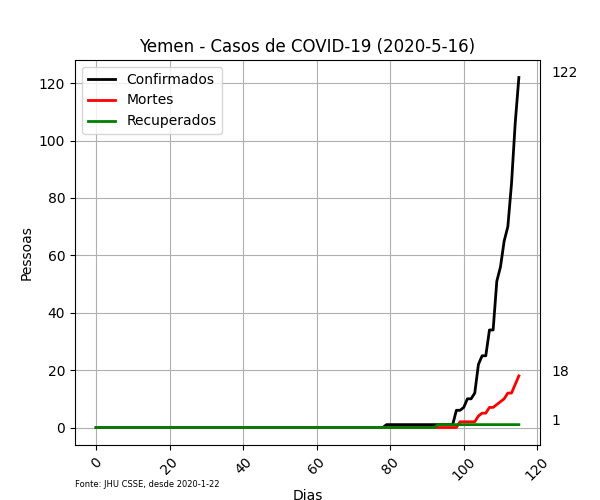 Yemen - Casos de COVID-19 (2020-5-16)
Confirmados
Mortes
Recuperados
Pessoas
120
100
80
60
40
20
0
122
18
1
0
20
40
60
80
100
120
Fonte: JHU CSSE, desde 2020-1-22
Dias